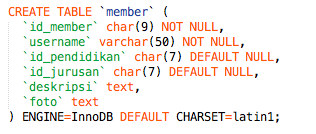 CREATE TABLE `member` (
`id_member` char(9) NOT NULL,
`username` varchar(50) NOT NULL,
`id_pendidikan` char(7) DEFAULT NULL,
`id_jurusan` char(7) DEFAULT NULL,
`deskripsi` text,
`foto` text
) ENGINE=InnoDB DEFAULT CHARSET=latin1;